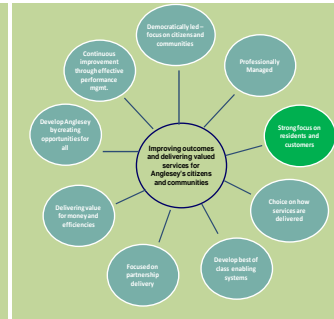 Democratically led –
focus on citizens and
communities
Professionally
Managed
Strong focus on
residents and
customers
Choice on how
services are
delivered
Develop best of
class enabling
systems
Focused on
partnership
delivery
Delivering value
for money and
efficiencies
Develop Anglesey
by creating
opportunities for
all
Continuous
improvement
through effective
performance
mgmt.
Improving outcomes
and delivering valued
services for
Anglesey's citizens
and communities